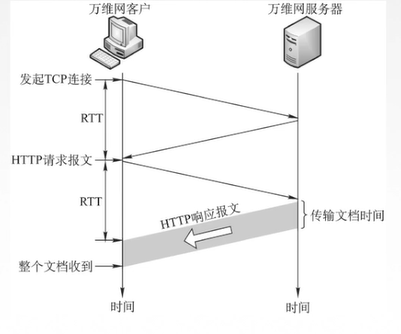 万维网客户
万维网服务器
发起TCP连接
RTT
HTTP请求报文
RTT
HTTP响应报文
传输文档时间
整个文档收到
时间
时间